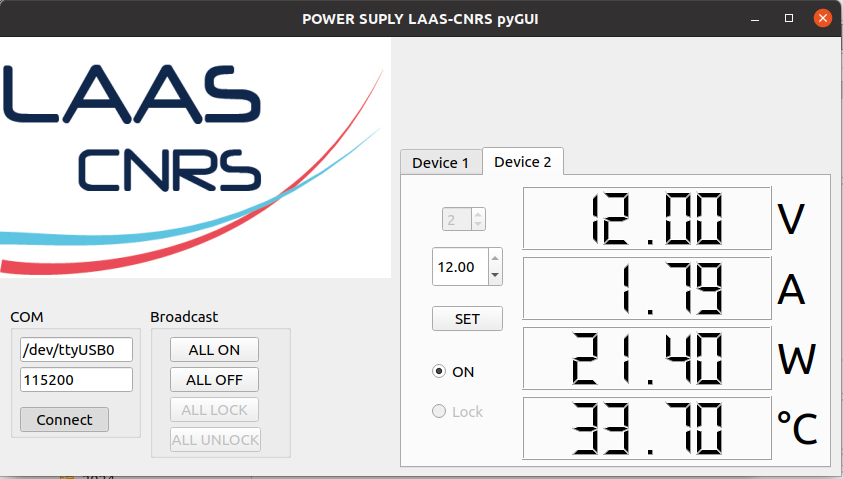 POWER SUPLY LAAS-CNRS pyGUI
LAAS
CNRS
Device 1
Device 2
2
12.00
SET
ON
Lock
12.00 V
1.79 A
21.40 W
33.70 °C
COM
/dev/ttyUSB0
115200
Connect
Broadcast
ALL ON
ALL OFF
ALL LOCK
ALL UNLOCK